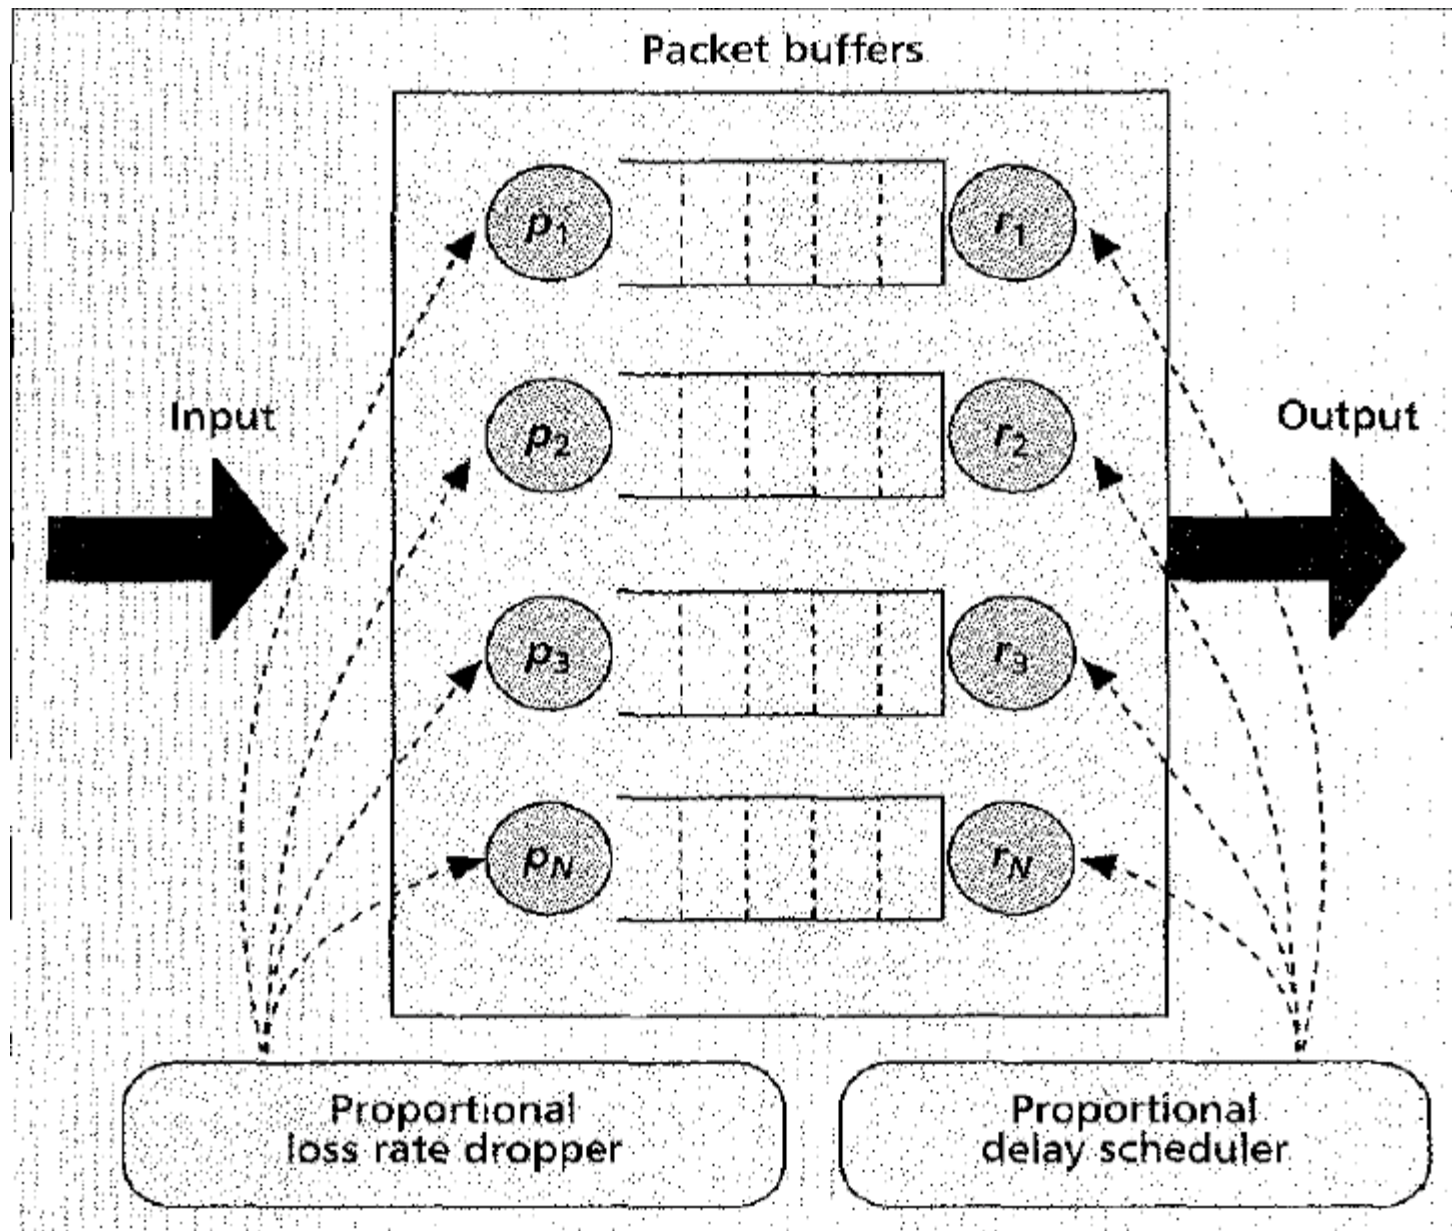 Packet buffers
p1
r1
Input
p2
r2
Output
p3
r3
pN
rN
Proportional
loss rate dropper
Proportional
delay scheduler